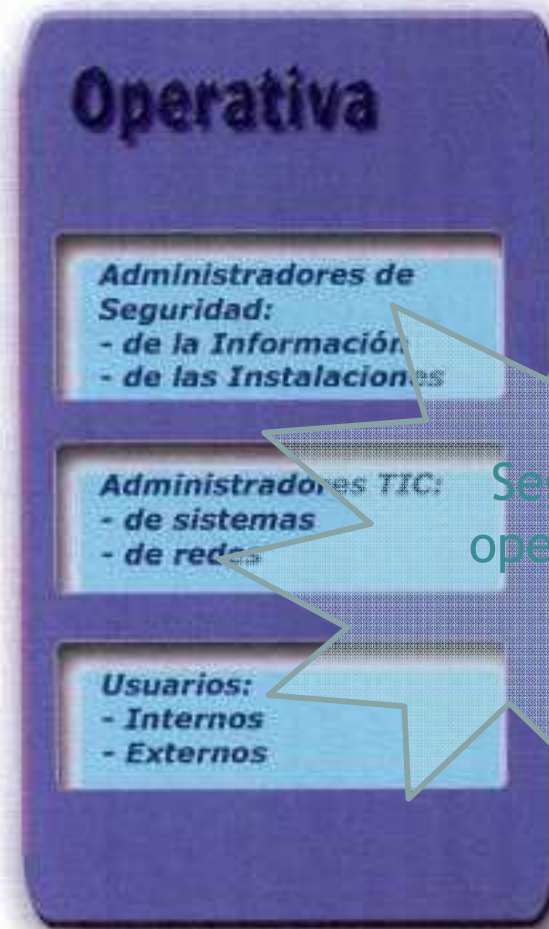 Operativa
Administradores de
Seguridad:
- de la Información
- de las Instalaciones
Administradores TIC:
- de sistemas
- de redes
Usuarios:
- Internos
- Externos